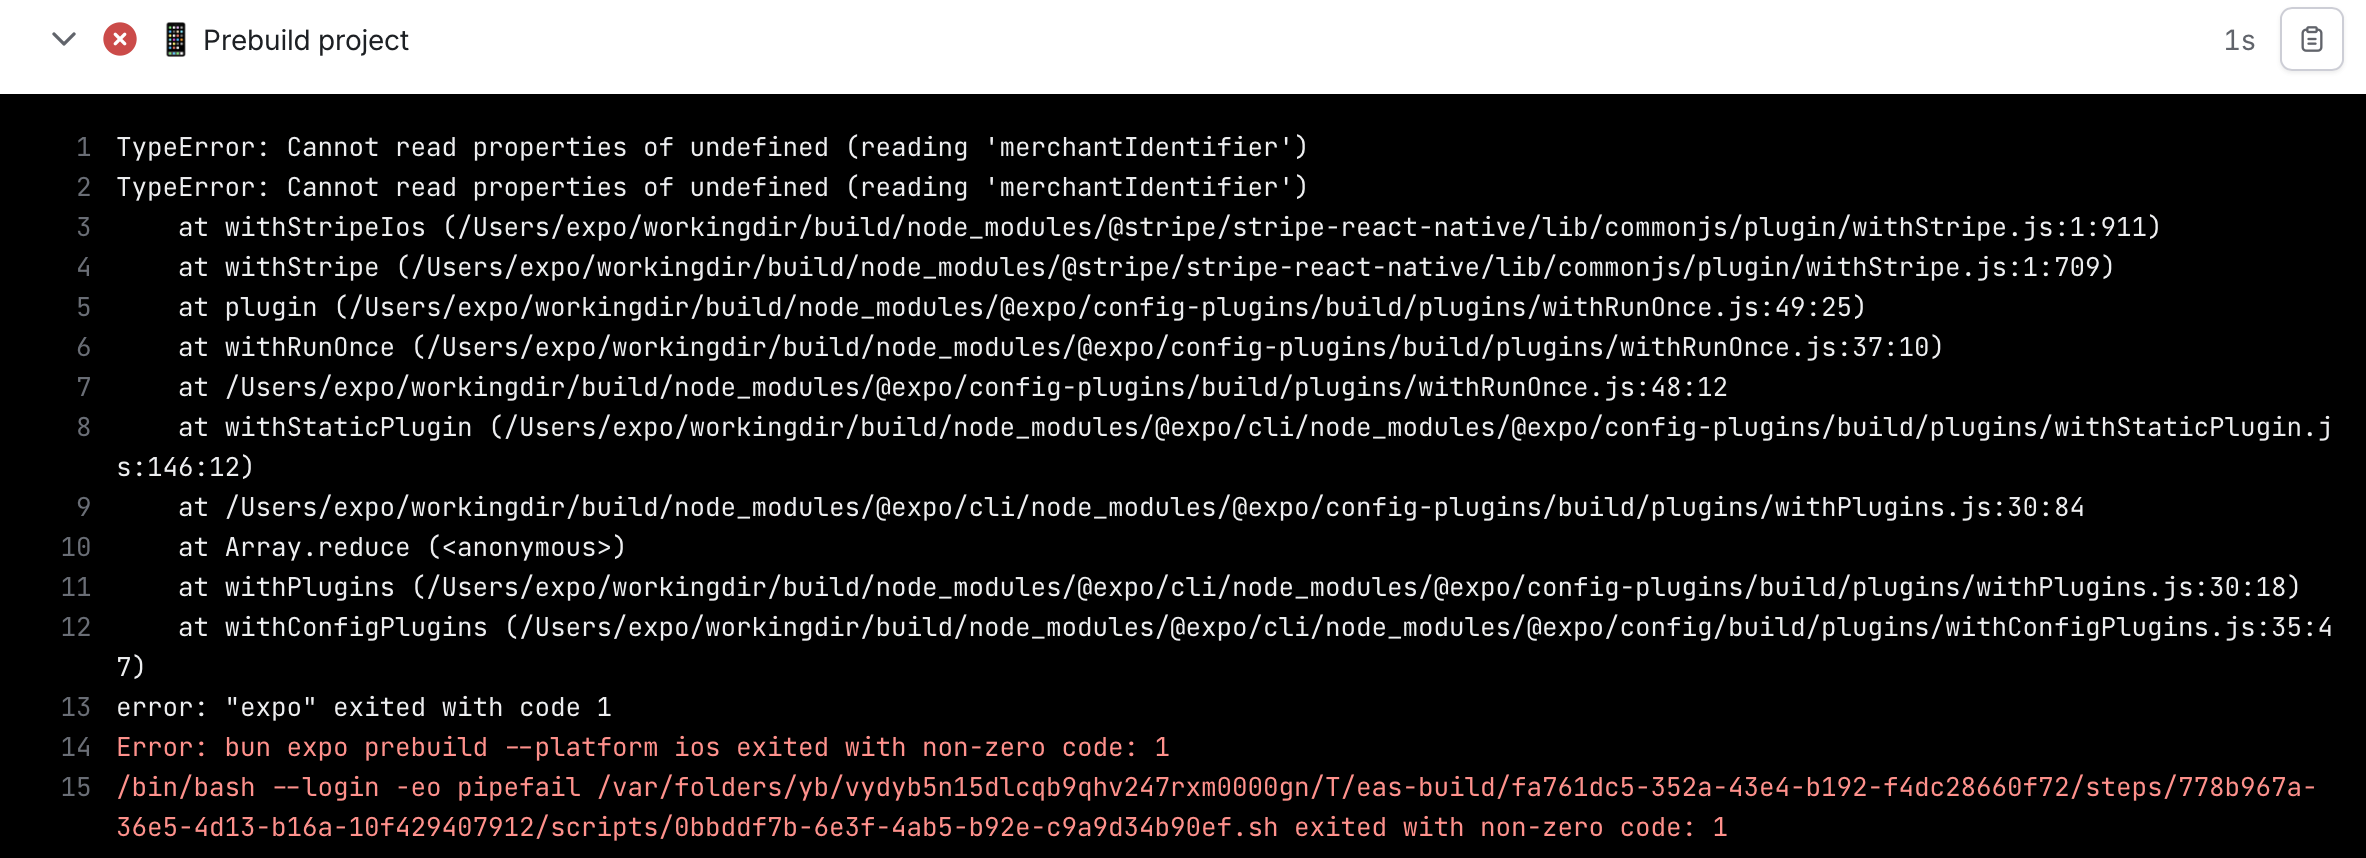 Prebuild project
1s
1 TypeError: Cannot read properties of undefined (reading 'merchantIdentifier')
2 TypeError: Cannot read properties of undefined (reading 'merchantIdentifier')
3 at withStripeIos (/Users/expo/workingdir/build/node_modules/@stripe/stripe-react-native/lib/commonjs/plugin/withStripe.js:1:911)
4 at withStripe (/Users/expo/workingdir/build/node_modules/@stripe/stripe-react-native/lib/commonjs/plugin/withStripe.js:1:709)
5 at plugin (/Users/expo/workingdir/build/node_modules/@expo/config-plugins/build/plugins/withRunOnce.js:49:25)
6 at withRunOnce (/Users/expo/workingdir/build/node_modules/@expo/config-plugins/build/plugins/withRunOnce.js:37:10)
7 at /Users/expo/workingdir/build/node_modules/@expo/config-plugins/build/plugins/withRunOnce.js:48:12
8 at withStaticPlugin (/Users/expo/workingdir/build/node_modules/@expo/cli/node_modules/@expo/config-plugins/build/plugins/withStaticPlugin.j
s:146:12)
9 at /Users/expo/workingdir/build/node_modules/@expo/cli/node_modules/@expo/config-plugins/build/plugins/withPlugins.js:30:84
10 at Array.reduce (<anonymous>)
11 at withPlugins (/Users/expo/workingdir/build/node_modules/@expo/cli/node_modules/@expo/config-plugins/build/plugins/withPlugins.js:30:18)
12 at withConfigPlugins (/Users/expo/workingdir/build/node_modules/@expo/cli/node_modules/@expo/config/build/plugins/withConfigPlugins.js:35:4
7)
13 error: "expo" exited with code 1
14 Error: bun expo prebuild --platform ios exited with non-zero code: 1
15 /bin/bash --login -eo pipefail /var/folders/yb/vydyb5n15dlcqb9qhv247rxm0000gn/T/eas-build/fa761dc5-352a-43e4-b192-f4dc28660f72/steps/778b967a-
36e5-4d13-b16a-10f429407912/scripts/0bbddf7b-6e3f-4ab5-b92e-c9a9d34b90ef.sh exited with non-zero code: 1